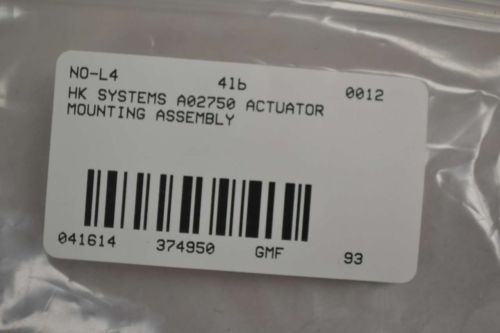 NO-L4 41b 0012
HK SYSTEMS A02750 ACTUATOR
MOUNTING ASSEMBLY
041614 374950 GMF 93